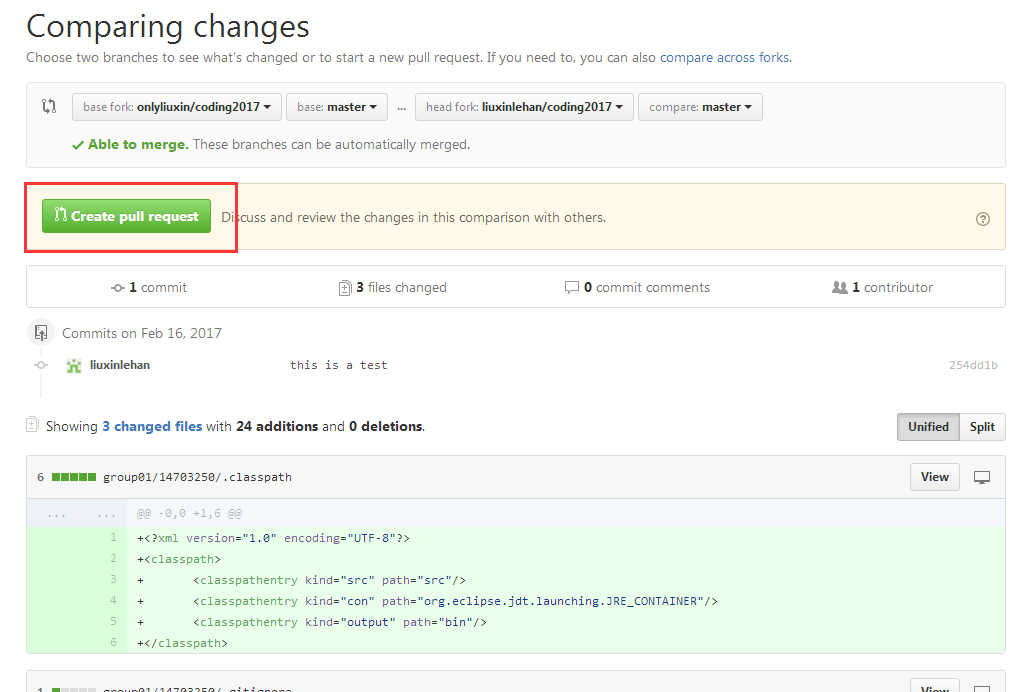 Comparing changes
Choose two branches to see what's changed or to start a new pull request. If you need to, you can also compare across forks.
base fork: onlyliuxin/coding2017 base: master ... head fork: liuxinlehan/coding2017 compare: master
Able to merge. These branches can be automatically merged.
Create pull request Discuss and review the changes in this comparison with others.
1 commit 3 files changed 0 commit comments 1 contributor
Commits on Feb 16, 2017
liuxinlehan this is a test 254dd1b
Showing 3 changed files with 24 additions and 0 deletions. Unified Split
6 group01/14703250/.classpath View
... ... @@ -0,0 +1,6 @@
1 +<?xml version="1.0" encoding="UTF-8"?>
2 +<classpath>
3 + <classpathentry kind="src" path="src"/>
4 + <classpathentry kind="con" path="org.eclipse.jdt.launching.JRE_CONTAINER"/>
5 + <classpathentry kind="output" path="bin"/>
6 +</classpath>
1 group01/14703250/.gitignore View